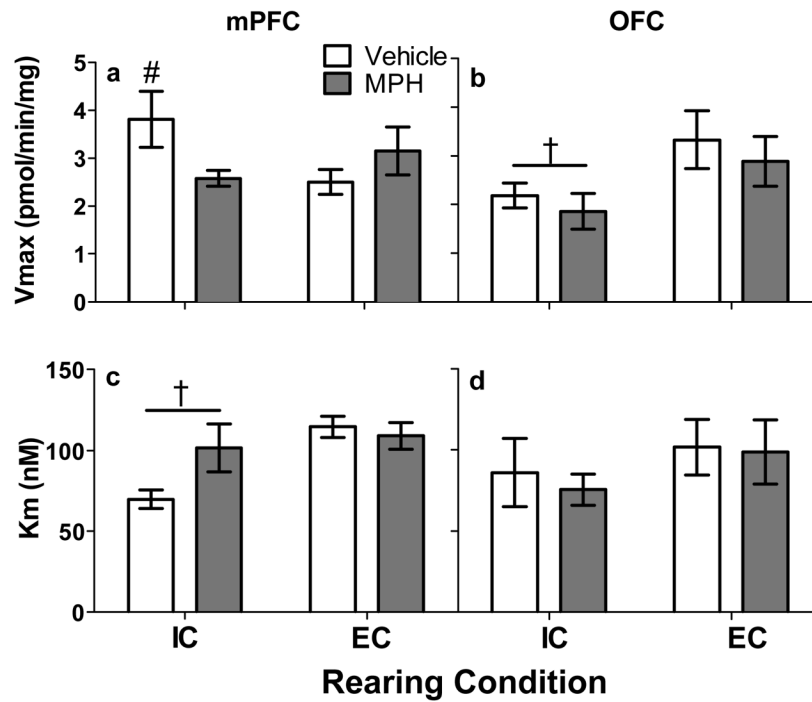 mPFC
OFC
Vehicle
MPH
a
#
b
†
Vmax (pmol/min/mg)
5
4
3
2
1
0
c
†
d
Km (nM)
150
100
50
0
IC
EC
IC
EC
Rearing Condition